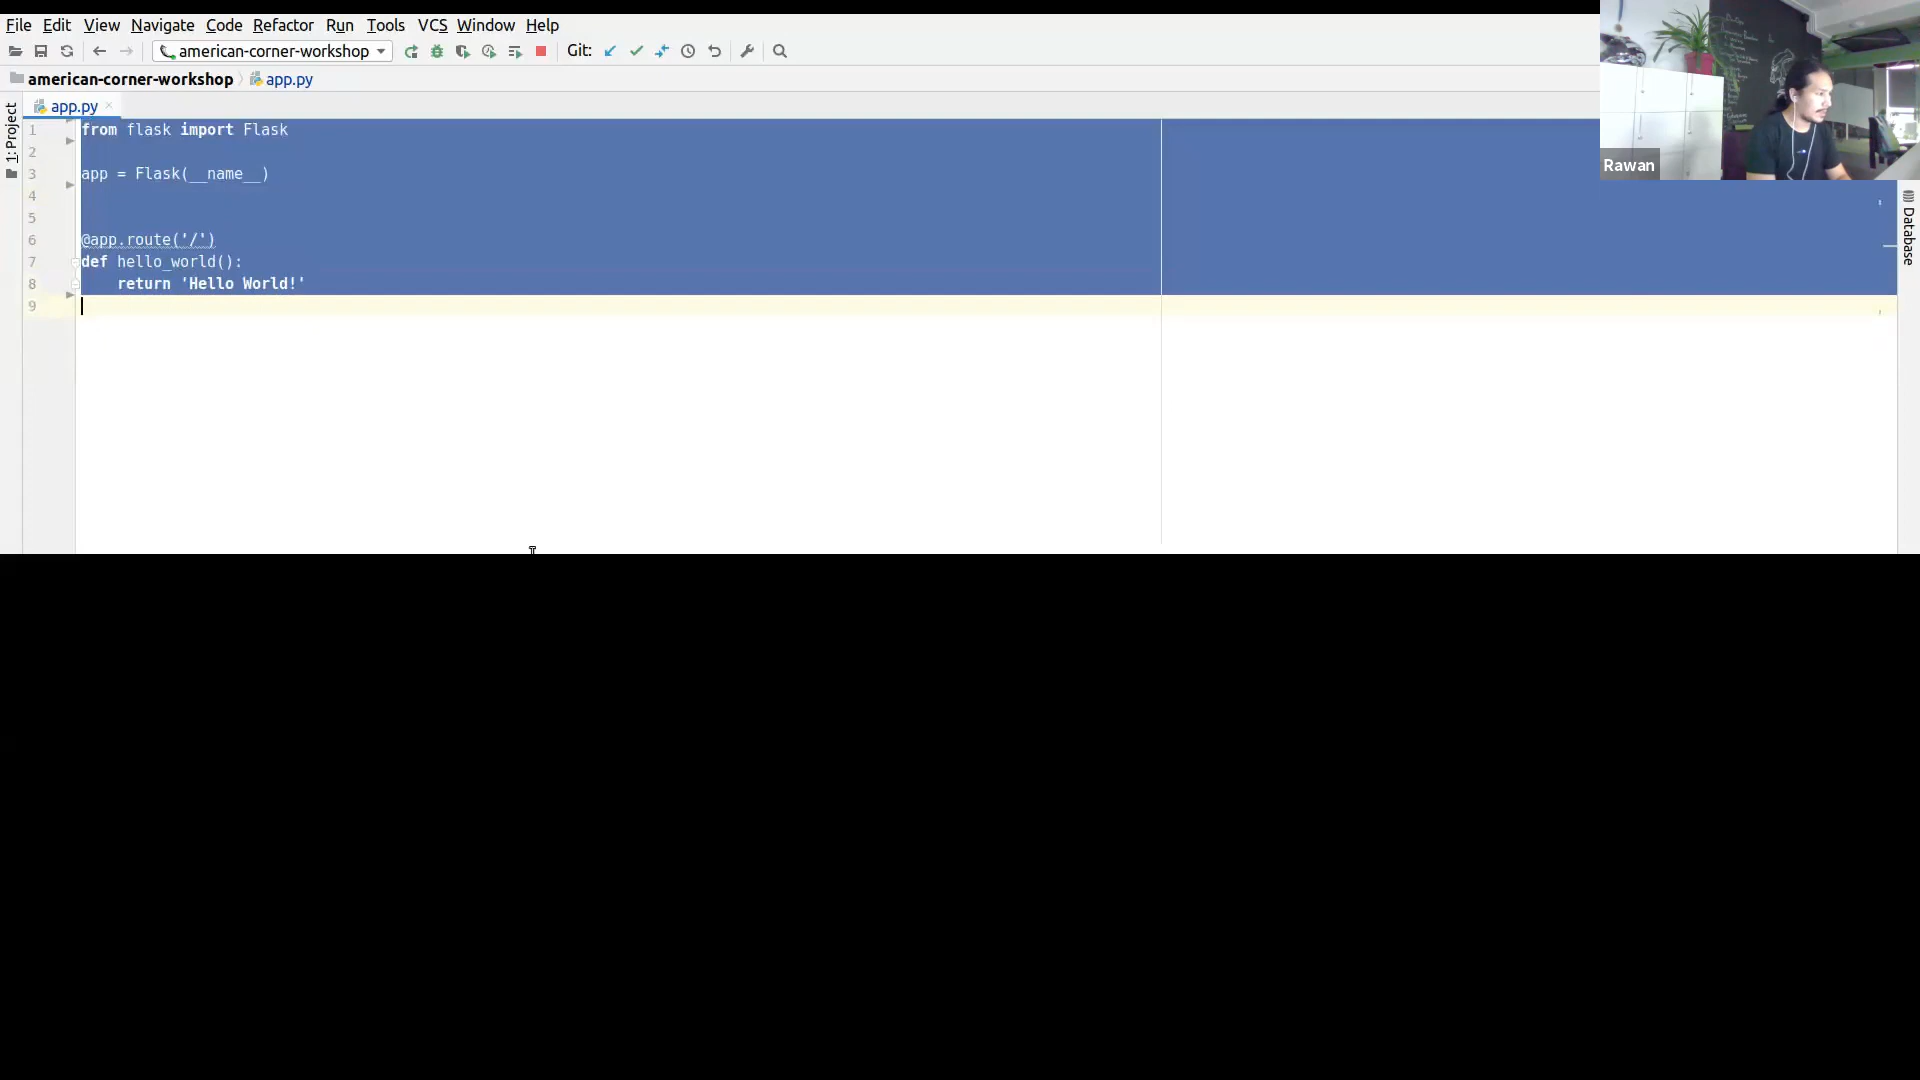 File Edit View Navigate Code Refactor Run Tools VCS Window Help
american-corner-workshop Git:
american-corner-workshop app.py
app.py
1: Project
1 from flask import Flask
2
3 app = Flask(__name__)
4
5
6 @app.route('/')
7 def hello_world():
8 return 'Hello World!'
9
Rawan
Database